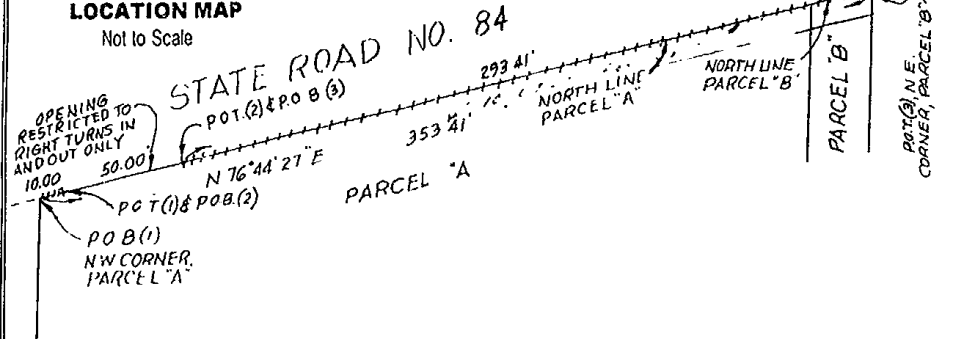 LOCATION MAP
Not to Scale
STATE ROAD NO. 84
OPENING
RESTRICTED TO
RIGHT TURNS IN
AND OUT ONLY
10.00
50.00'
P.O.T.(2) & P.O.B (3)
293.41'
353.41'
N 76°44'27"E
NORTH LINE
PARCEL "A"
NORTH LINE
PARCEL "B"
PARCEL "B"
P.O.T.(3), N.E.
CORNER, PARCEL "B"
PARCEL "A
P.O.T(1) & P.O.B.(2)
P O B (1)
NW CORNER,
PARCEL "A"